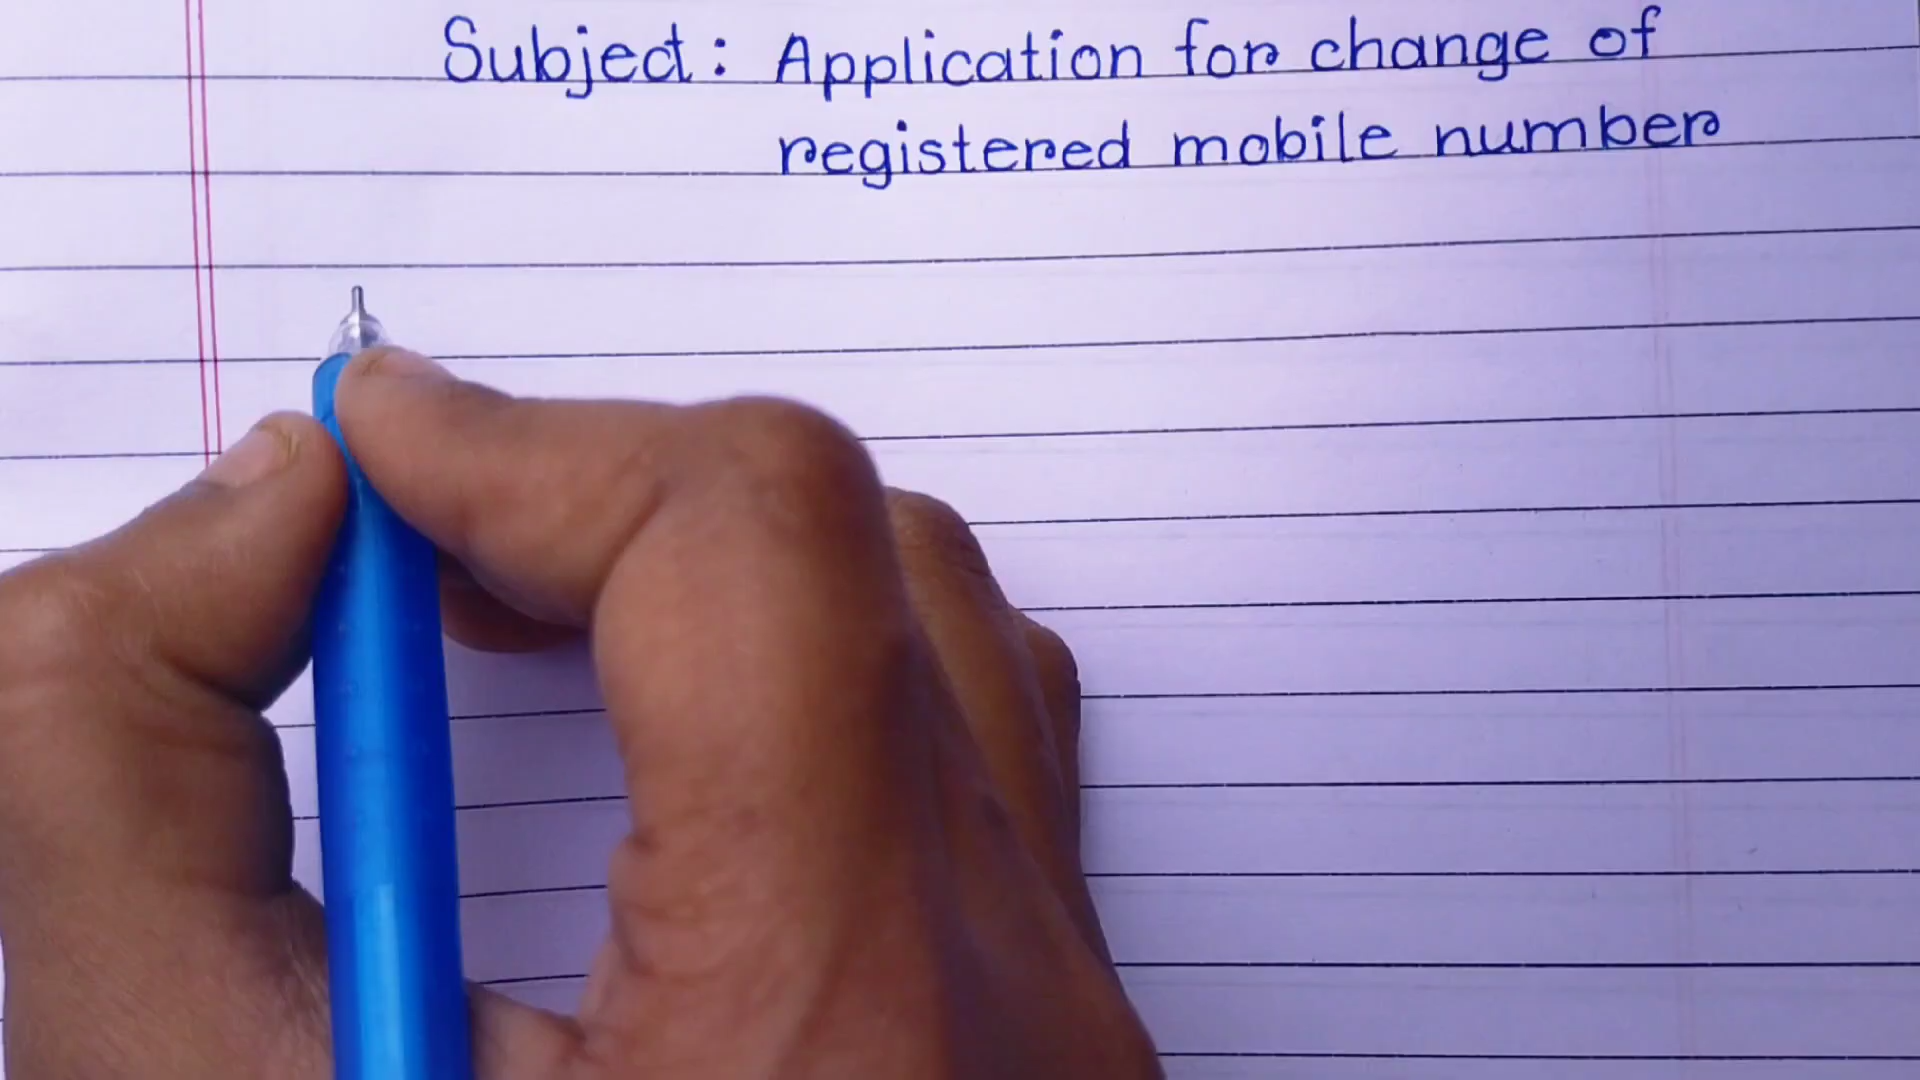 Subject: Application for change of
registered mobile number